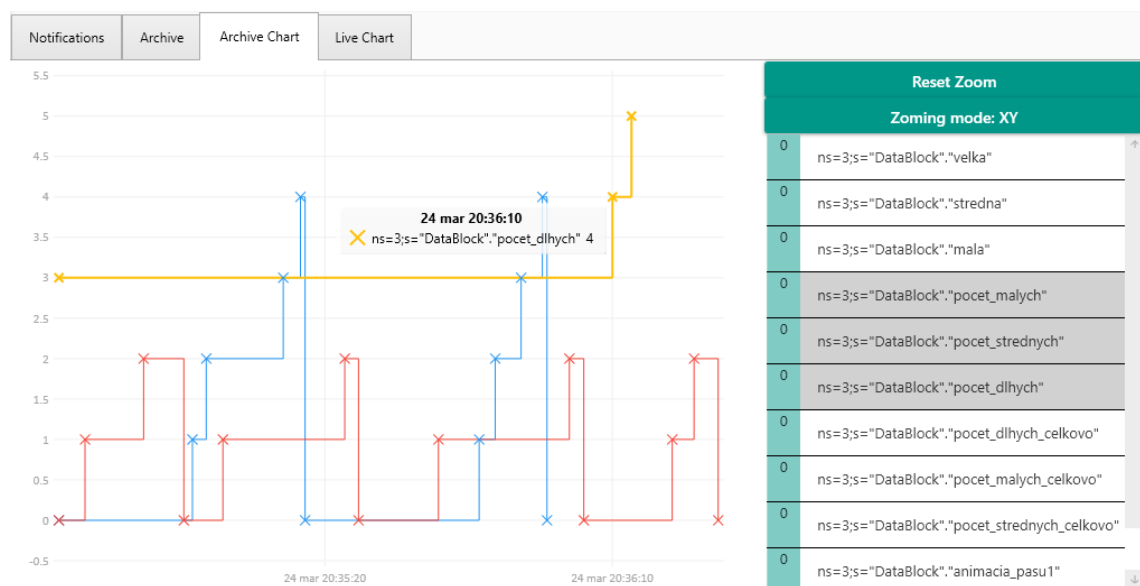 Notifications
Archive
Archive Chart
Live Chart
5.5
5
4.5
4
3.5
3
2.5
2
1.5
1
0.5
0
-0.5
24 mar 20:36:10
ns=3;s="DataBlock"."pocet_dlhych" 4
24 mar 20:35:20
24 mar 20:36:10
Reset Zoom
Zoming mode: XY
0 ns=3;s="DataBlock"."velka"
0 ns=3;s="DataBlock"."stredna"
0 ns=3;s="DataBlock"."mala"
0 ns=3;s="DataBlock"."pocet_malych"
0 ns=3;s="DataBlock"."pocet_strednych"
0 ns=3;s="DataBlock"."pocet_dlhych"
0 ns=3;s="DataBlock"."pocet_dlhych_celkovo"
0 ns=3;s="DataBlock"."pocet_malych_celkovo"
0 ns=3;s="DataBlock"."pocet_strednych_celkovo"
0 ns=3;s="DataBlock"."animacia_pasu1"